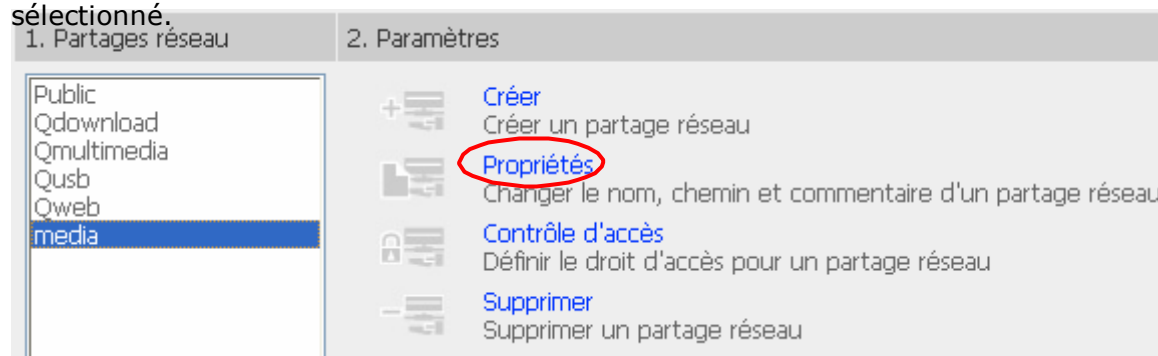 sélectionné.
1. Partages réseau
2. Paramètres
Public
Qdownload
Qmultimedia
Qusb
Qweb
media
Créer
Créer un partage réseau
Propriétés
Changer le nom, chemin et commentaire d'un partage réseau
Contrôle d'accès
Définir le droit d'accès pour un partage réseau
Supprimer
Supprimer un partage réseau